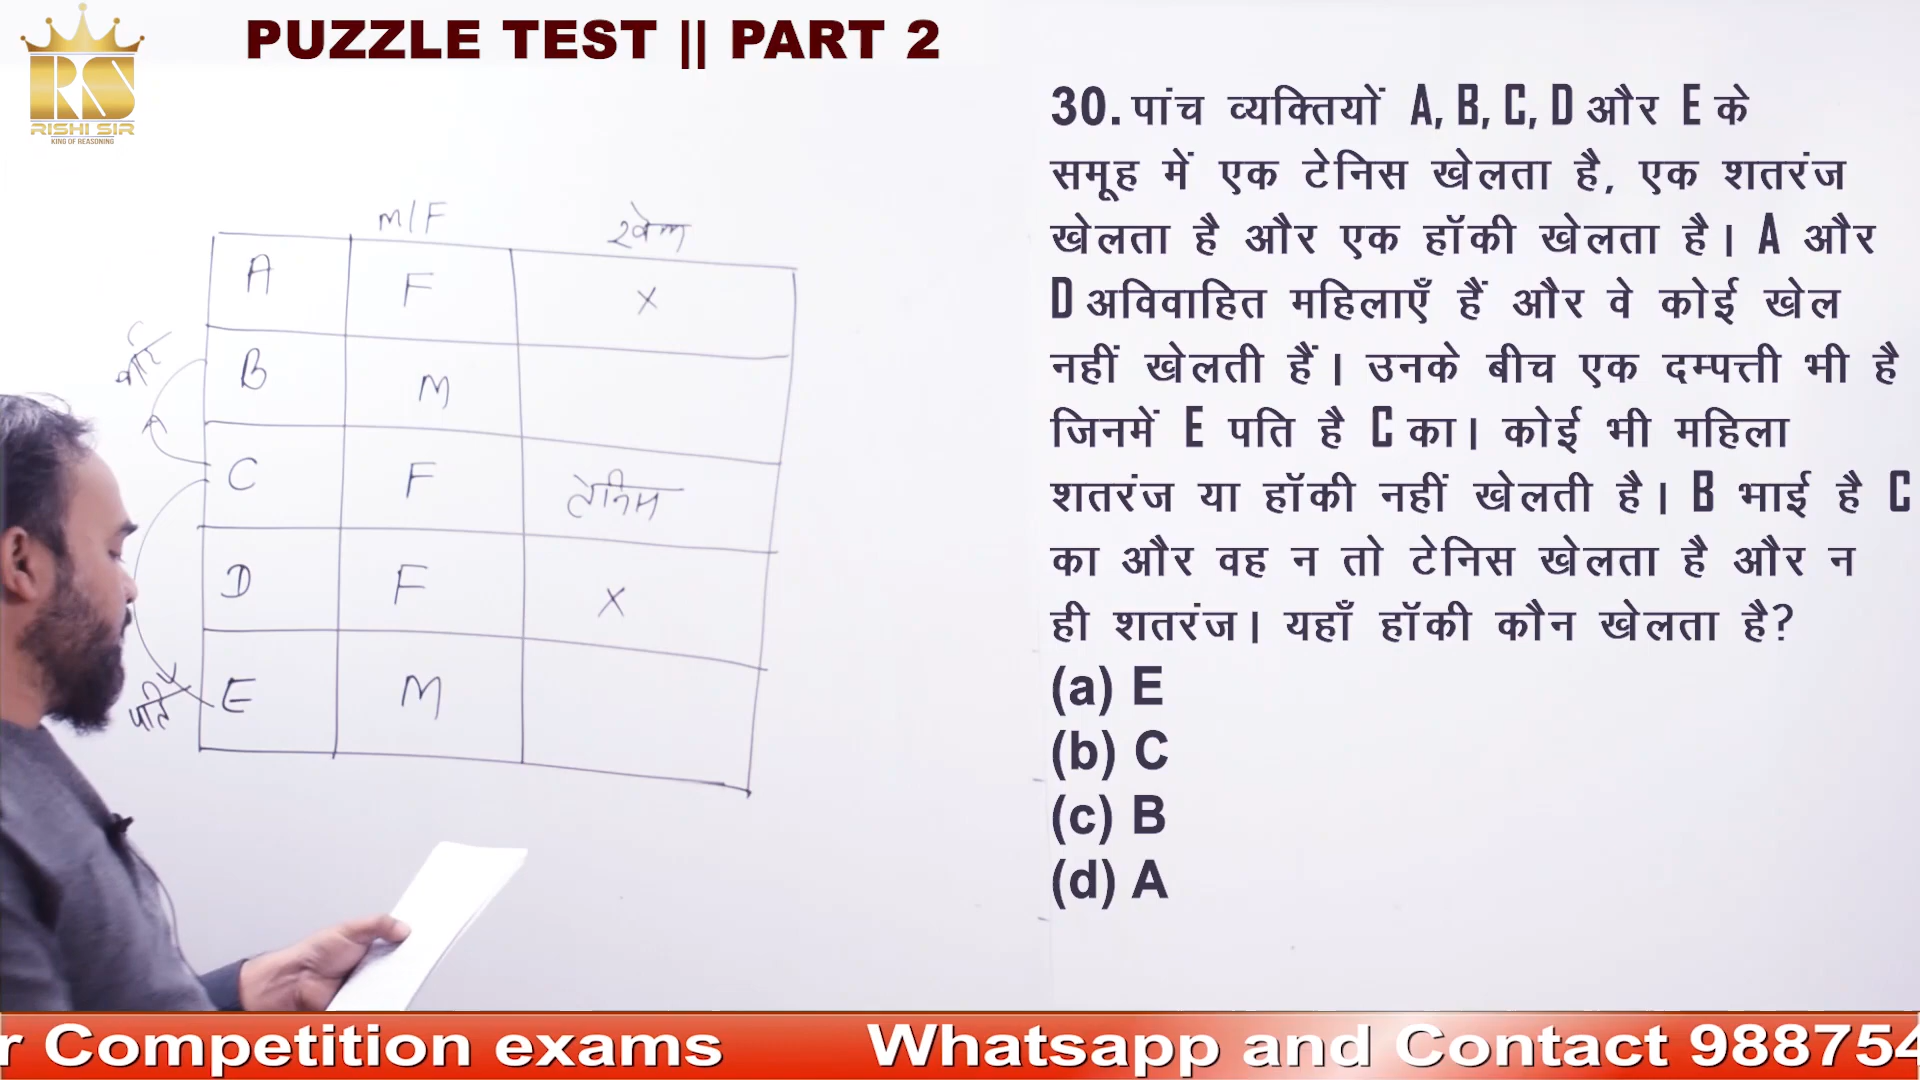 PUZZLE TEST || PART 2
RS
RISHI SIR
KING OF REASONING
30. पांच व्यक्तियों A, B, C, D और E के
समूह में एक टेनिस खेलता है, एक शतरंज
खेलता है और एक हॉकी खेलता है। A और
D अविवाहित महिलाएँ हैं और वे कोई खेल
नहीं खेलती हैं। उनके बीच एक दम्पत्ती भी है
जिनमें E पति है C का। कोई भी महिला
शतरंज या हॉकी नहीं खेलती है। B भाई है C
का और वह न तो टेनिस खेलता है और न
ही शतरंज। यहाँ हॉकी कौन खेलता है?
(a) E
(b) C
(c) B
(d) A
M/F खेल
A F X
भाई
B M
C F टेनिस
D F X
पति
E M
r Competition exams Whatsapp and Contact 988754